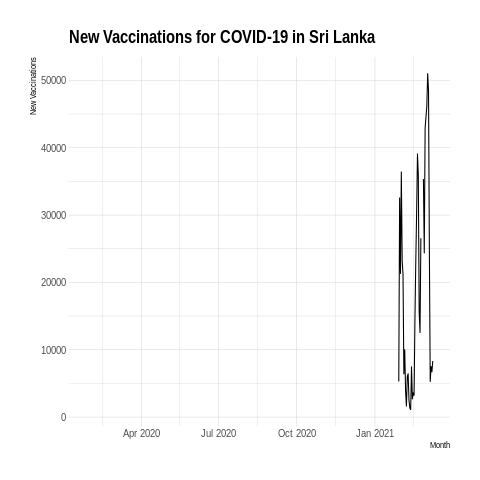 New Vaccinations for COVID-19 in Sri Lanka
New Vaccinations
50000
40000
30000
20000
10000
0
Apr 2020 Jul 2020 Oct 2020 Jan 2021
Month